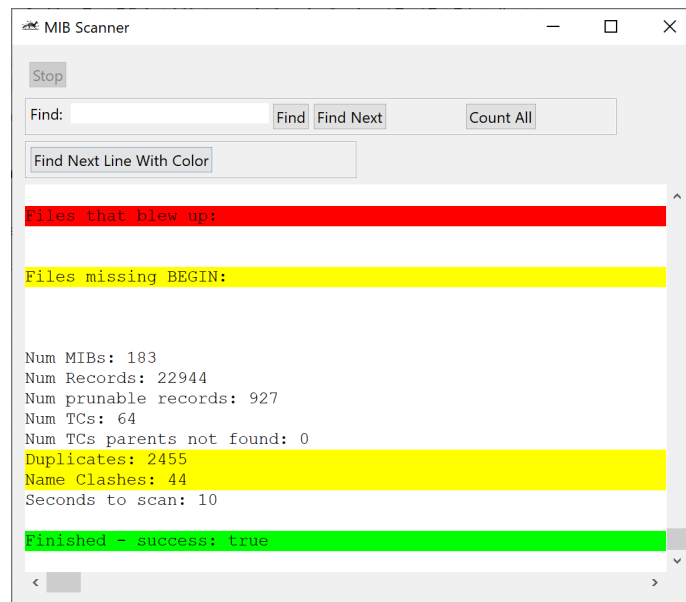 MIB Scanner
Stop
Find:
Find Find Next Count All
Find Next Line With Color
Files that blew up:
Files missing BEGIN:
Num MIBs: 183
Num Records: 22944
Num prunable records: 927
Num TCs: 64
Num TCs parents not found: 0
Duplicates: 2455
Name Clashes: 44
Seconds to scan: 10
Finished - success: true